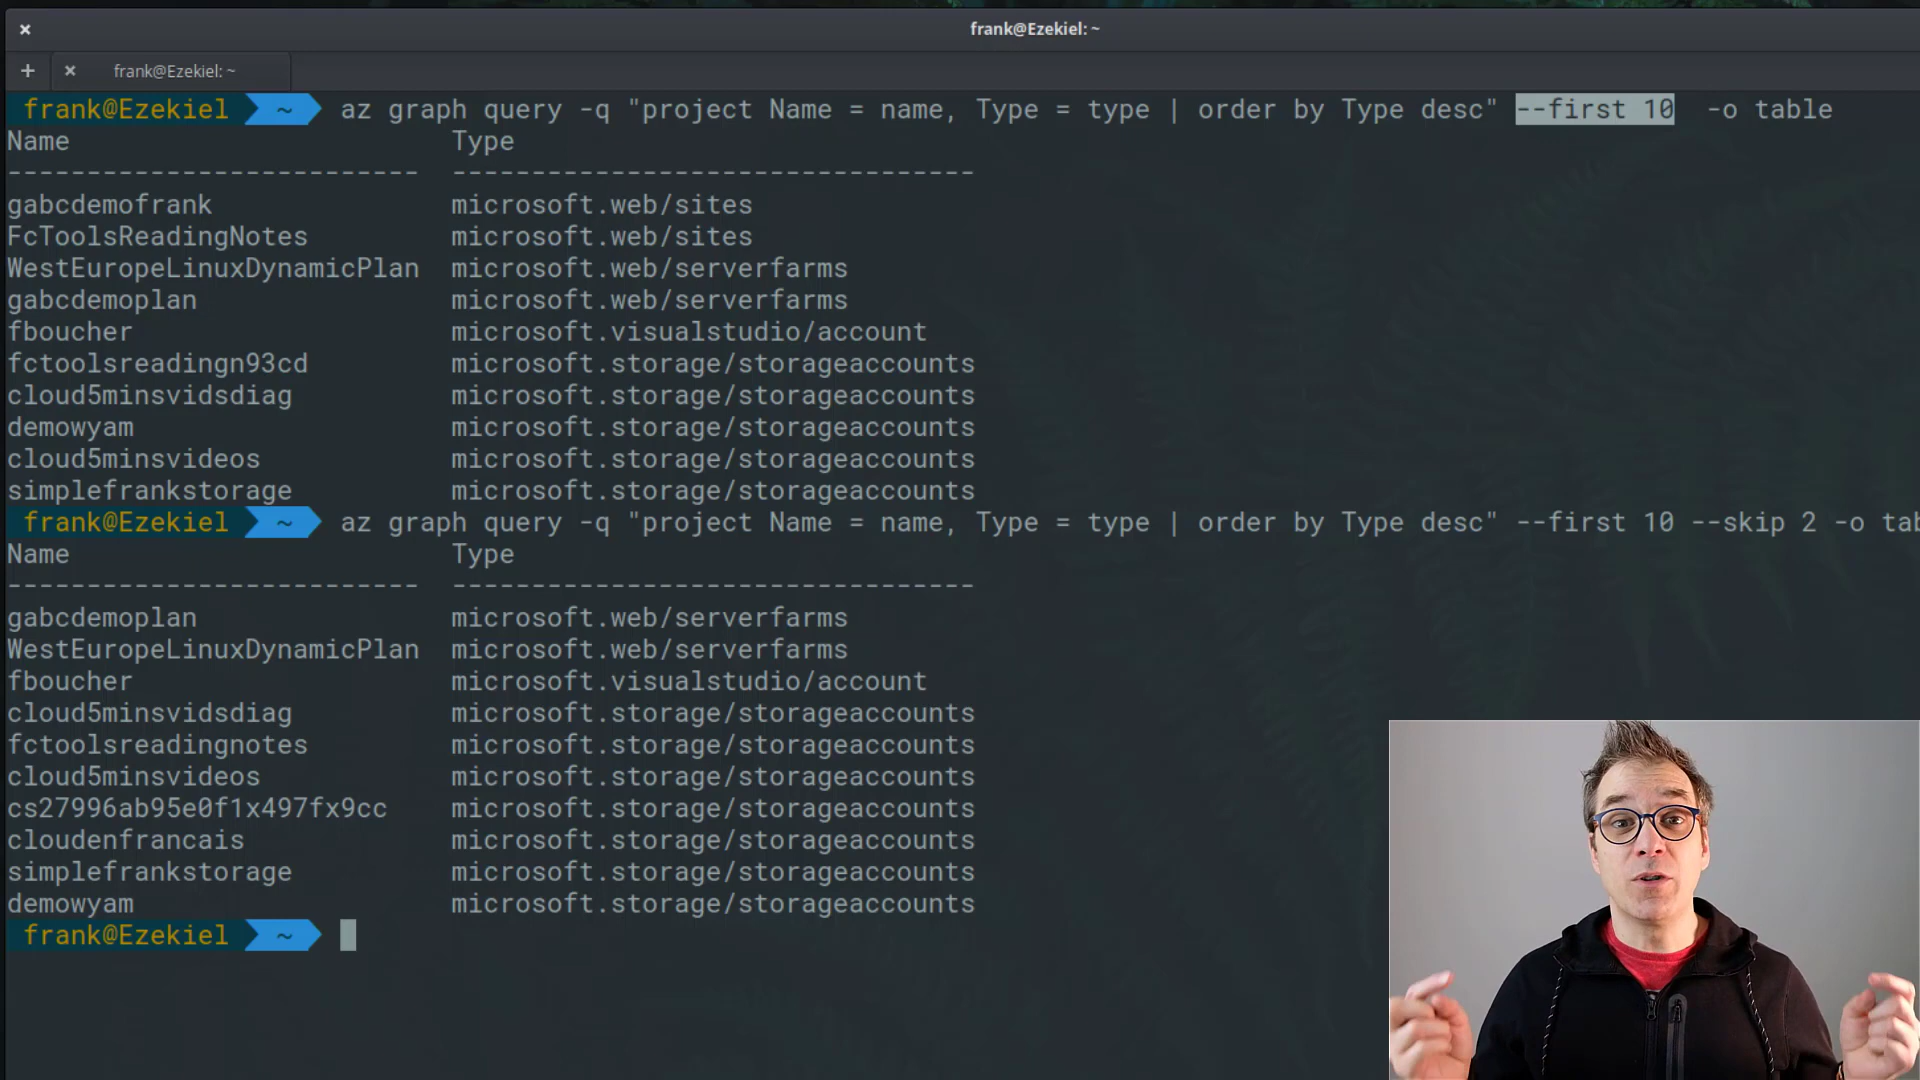 frank@Ezekiel: ~
frank@Ezekiel: ~
frank@Ezekiel ~ az graph query -q "project Name = name, Type = type | order by Type desc" --first 10 -o table
Name Type
-------------------------- ---------------------------------
gabcdemofrank microsoft.web/sites
FcToolsReadingNotes microsoft.web/sites
WestEuropeLinuxDynamicPlan microsoft.web/serverfarms
gabcdemoplan microsoft.web/serverfarms
fboucher microsoft.visualstudio/account
fctoolsreadingn93cd microsoft.storage/storageaccounts
cloud5minsvidsdiag microsoft.storage/storageaccounts
demowyam microsoft.storage/storageaccounts
cloud5minsvideos microsoft.storage/storageaccounts
simplefrankstorage microsoft.storage/storageaccounts
frank@Ezekiel ~ az graph query -q "project Name = name, Type = type | order by Type desc" --first 10 --skip 2 -o tab
Name Type
-------------------------- ---------------------------------
gabcdemoplan microsoft.web/serverfarms
WestEuropeLinuxDynamicPlan microsoft.web/serverfarms
fboucher microsoft.visualstudio/account
cloud5minsvidsdiag microsoft.storage/storageaccounts
fctoolsreadingnotes microsoft.storage/storageaccounts
cloud5minsvideos microsoft.storage/storageaccounts
cs27996ab95e0f1x497fx9cc microsoft.storage/storageaccounts
cloudenfrancais microsoft.storage/storageaccounts
simplefrankstorage microsoft.storage/storageaccounts
demowyam microsoft.storage/storageaccounts
frank@Ezekiel ~